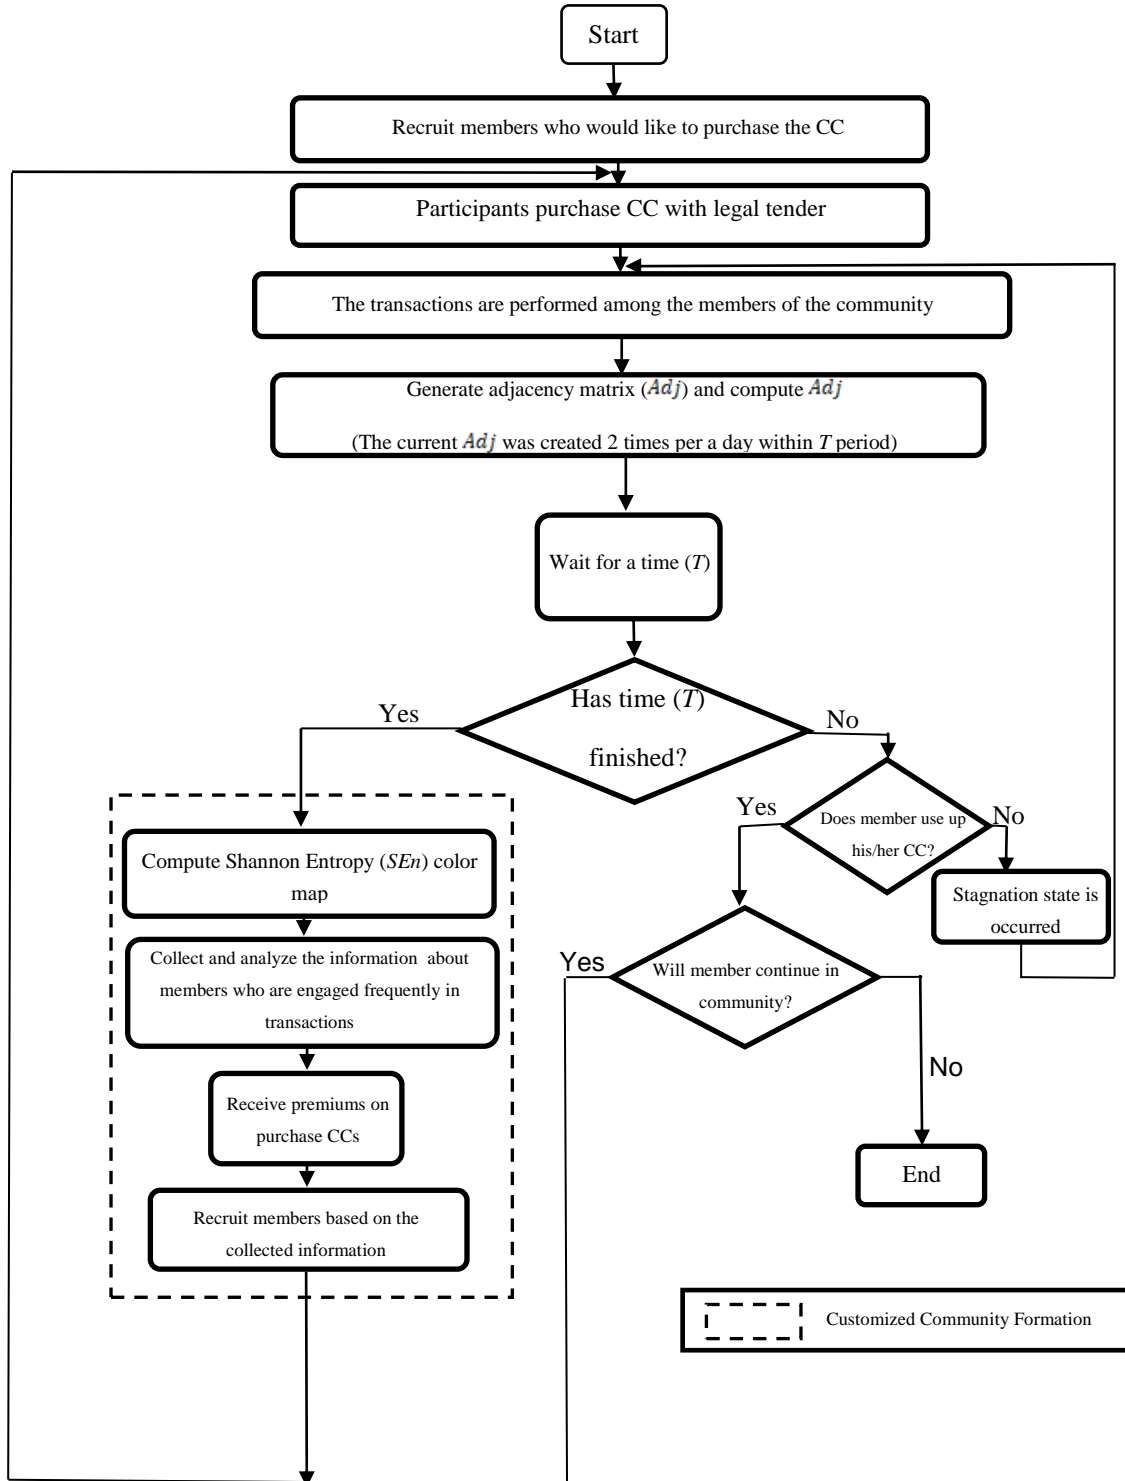 Start
Recruit members who would like to purchase the CC
Participants purchase CC with legal tender
The transactions are performed among the members of the community
Generate adjacency matrix (Adj) and compute Adj
(The current Adj was created 2 times per a day within T period)
Wait for a time (T)
Has time (T)
finished?
Yes
No
Does member use up
his/her CC?
Yes
No
Stagnation state is
occurred
Compute Shannon Entropy (SEn) color
map
Collect and analyze the information about
members who are engaged frequently in
transactions
Yes
Will member continue in
community?
No
Receive premiums on
purchase CCs
End
Recruit members based on the
collected information
Customized Community Formation